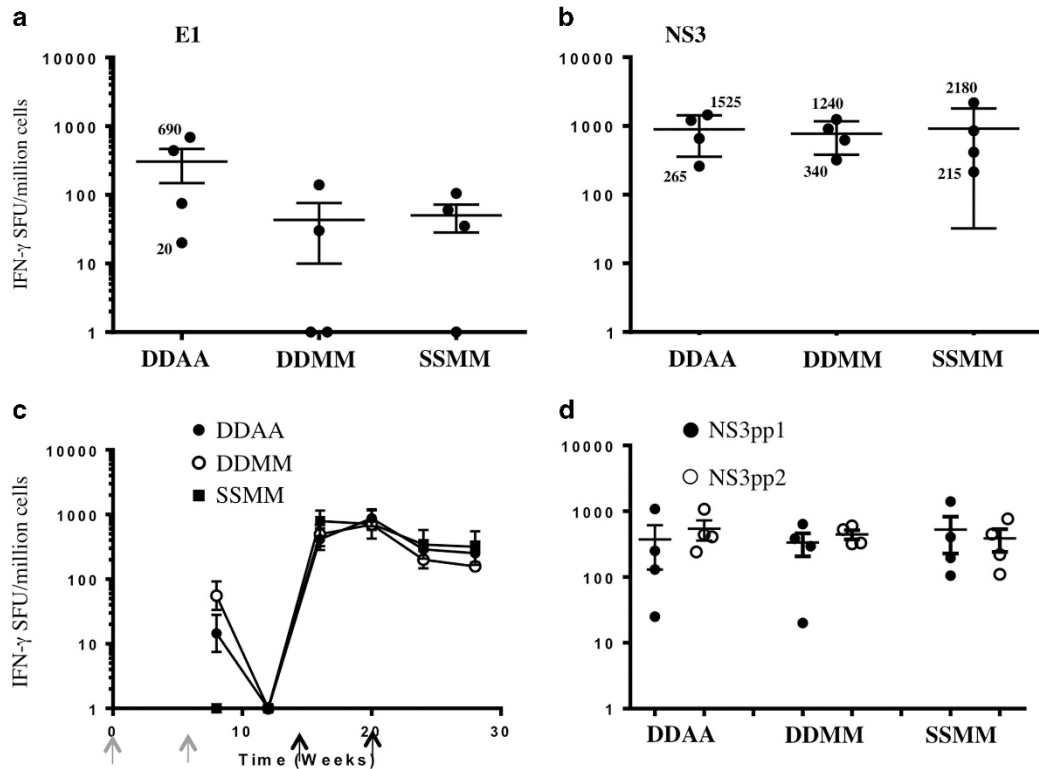 a
E1
IFN-γ SFU/million cells
10000
1000
100
10
1
690
20
DDAA
DDMM
SSMM
b
NS3
10000
1000
100
10
1
1525
265
1240
340
2180
215
DDAA
DDMM
SSMM
c
DDAA
DDMM
SSMM
IFN-γ SFU/million cells
10000
1000
100
10
1
0
10
20
30
Time (Weeks)
d
NS3pp1
NS3pp2
10000
1000
100
10
1
DDAA
DDMM
SSMM